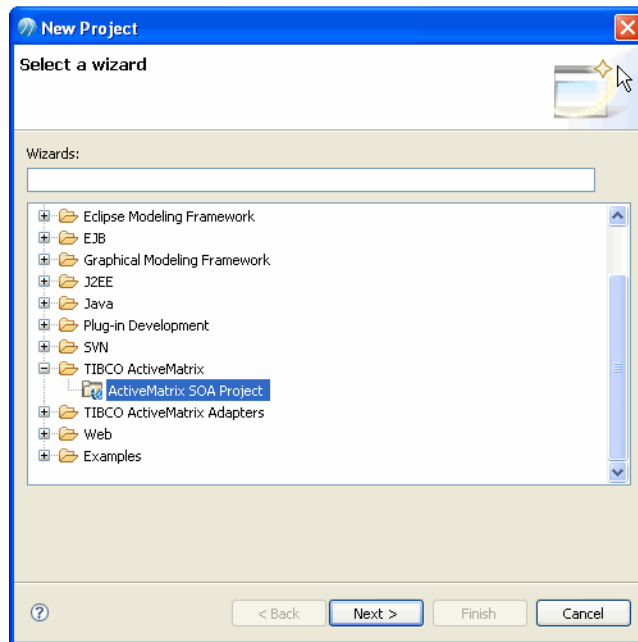 New Project
Select a wizard
Wizards:
Eclipse Modeling Framework
EJB
Graphical Modeling Framework
J2EE
Java
Plug-in Development
SVN
TIBCO ActiveMatrix
ActiveMatrix SOA Project
TIBCO ActiveMatrix Adapters
Web
Examples
? < Back Next > Finish Cancel